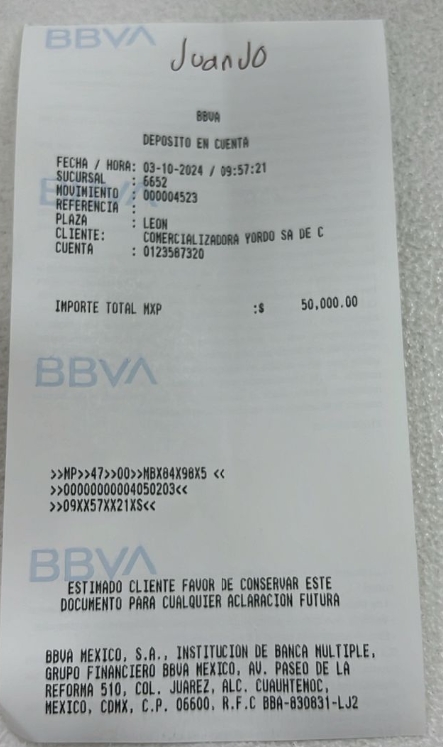 BBVA
Juanjo
BBVA
DEPOSITO EN CUENTA
FECHA / HORA: 03-10-2024 / 09:57:21
SUCURSAL : 6652
MOVIMIENTO : 000004523
REFERENCIA :
PLAZA : LEON
CLIENTE: COMERCIALIZADORA YORDO SA DE C
CUENTA : 0123587320
IMPORTE TOTAL MXP :$ 50,000.00
BBVA
>>MP>>47>>00>>MBX84X98X5 <<
>>00000000004050203<<
>>09XX57XX21XS<<
BBVA
ESTIMADO CLIENTE FAVOR DE CONSERVAR ESTE
DOCUMENTO PARA CUALQUIER ACLARACION FUTURA
BBVA MEXICO, S.A., INSTITUCION DE BANCA MULTIPLE,
GRUPO FINANCIERO BBVA MEXICO, AV. PASEO DE LA
REFORMA 510, COL. JUAREZ, ALC. CUAUHTEMOC,
MEXICO, CDMX, C.P. 06600, R.F.C BBA-830831-LJ2